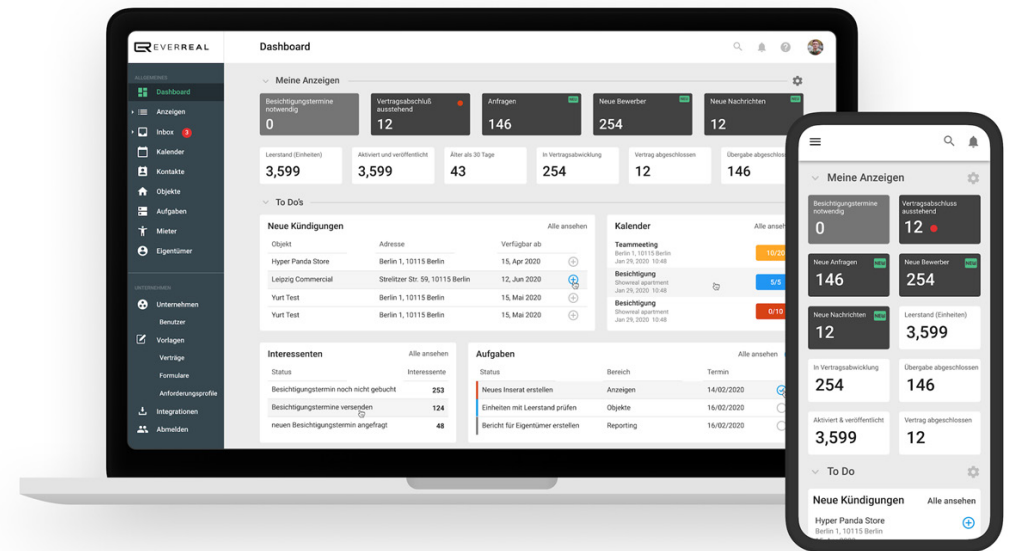 EVERREAL
Dashboard
ALLGEMEINES
Dashboard
Anzeigen
Inbox 3
Kalender
Kontakte
Objekte
Aufgaben
Mieter
Eigentümer
UNTERNEHMEN
Unternehmen
Benutzer
Vorlagen
Verträge
Formulare
Anforderungsprofile
Integrationen
Abmelden
Meine Anzeigen
Besichtigungstermine
notwendig
0
Vertragsabschluß
ausstehend
12
Anfragen NEU
146
Neue Bewerber NEU
254
Neue Nachrichten NEU
12
Leerstand (Einheiten)
3,599
Aktiviert und veröffentlicht
3,599
Älter als 30 Tage
43
In Vertragsabwicklung
254
Vertrag abgeschlossen
12
Übergabe abgeschlos
146
To Do's
Neue Kündigungen Alle ansehen
Objekt Adresse Verfügbar ab
Hyper Panda Store Berlin 1, 10115 Berlin 15, Apr 2020
Leipzig Commercial Strelitzer Str. 59, 10115 Berlin 12, Jun 2020
Yurt Test Berlin 1, 10115 Berlin 15, Mai 2020
Yurt Test Berlin 1, 10115 Berlin 15, Mai 2020
Kalender Alle anseh
Teammeeting
Berlin 1, 10115 Berlin
Jan 29, 2020 10:48
10/20
Besichtigung
Showreal apartment
Jan 29, 2020 10:48
5/5
Besichtigung
Showreal apartment
Jan 29, 2020 10:48
0/10
Interessenten Alle ansehen
Status Interessente
Besichtigungstermin noch nicht gebucht 253
Besichtigungstermine versenden 124
neuen Besichtigungstermin angefragt 48
Aufgaben Alle ansehen
Status Bereich Termin
Neues Inserat erstellen Anzeigen 14/02/2020
Einheiten mit Leerstand prüfen Objekte 16/02/2020
Bericht für Eigentümer erstellen Reporting 16/02/2020
Meine Anzeigen
Besichtigungstermine
notwendig
0
Vertragsabschluss
ausstehend
12
Neue Anfragen NEU
146
Neue Bewerber NEU
254
Neue Nachrichten NEU
12
Leerstand (Einheiten)
3,599
In Vertragsabwicklung
254
Übergabe abgeschlossen
146
Aktiviert & veröffentlicht
3,599
Vertrag abgeschlossen
12
To Do
Neue Kündigungen Alle ansehen
Hyper Panda Store
Berlin 1, 10115 Berlin